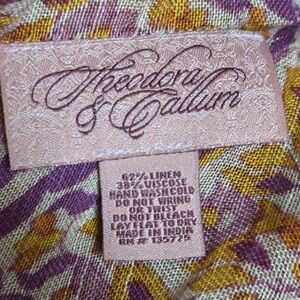 Theodora
& Callum
62% LINEN
38% VISCOSE
HAND WASH COLD
DO NOT WRING
OR TWIST
DO NOT BLEACH
LAY FLAT TO DRY
MADE IN INDIA
RN# 135775